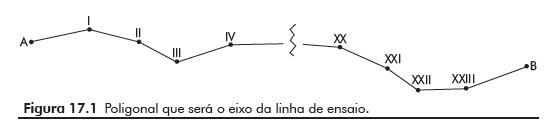 A I II III IV XX XXI XXII XXIII B
Figura 17.1 Poligonal que será o eixo da linha de ensaio.